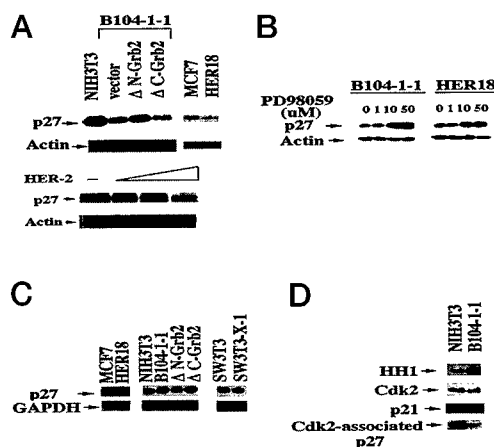 A
B104-1-1
NIH3T3
vector
Δ N-Grb2
Δ C-Grb2
MCF7
HER18
p27
Actin
HER-2 –
p27
Actin
B
B104-1-1 HER18
PD98059
(uM) 0 1 10 50 0 1 10 50
p27
Actin
C
MCF7
HER18
NIH3T3
B104-1-1
Δ N-Grb2
Δ C-Grb2
SW3T3
SW3T3-X-1
p27
GAPDH
D
NIH3T3
B104-1-1
HH1
Cdk2
p21
Cdk2-associated
p27